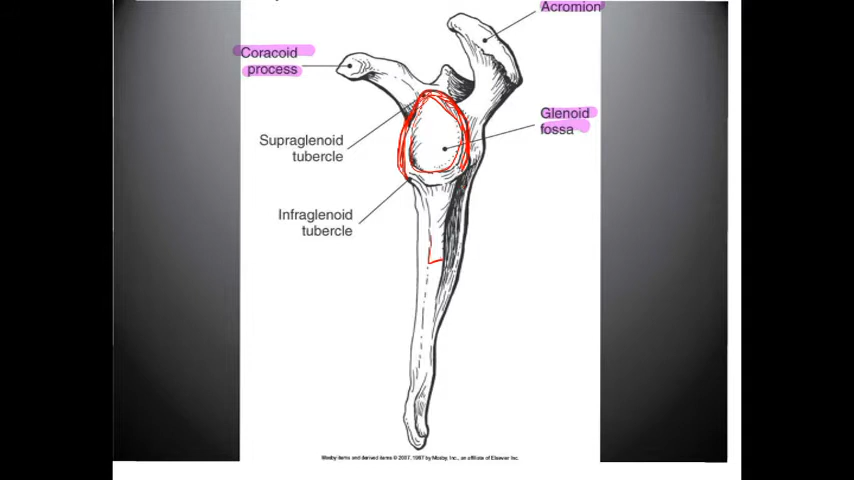 Acromion
Coracoid
process
Glenoid
fossa
Supraglenoid
tubercle
Infraglenoid
tubercle
Mosby items and derived items © 2007, 1997 by Mosby, Inc., an affiliate of Elsevier Inc.